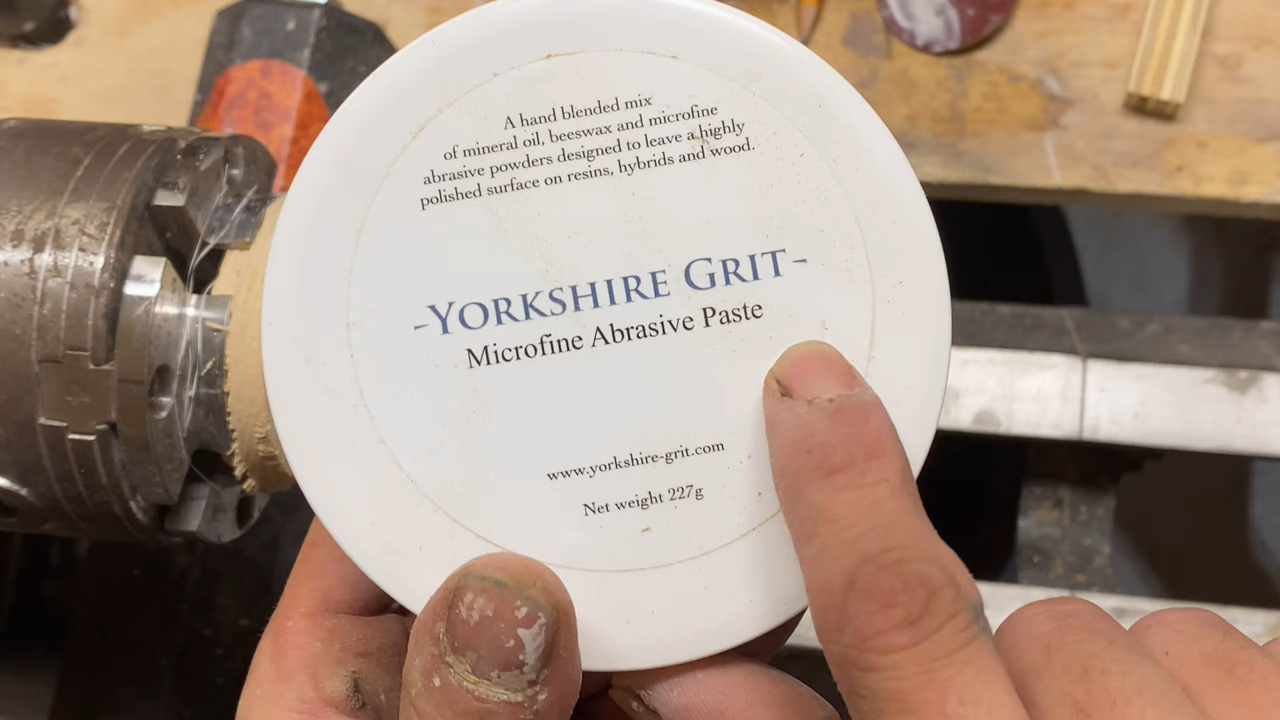 A hand blended mix
of mineral oil, beeswax and microfine
abrasive powders designed to leave a highly
polished surface on resins, hybrids and wood.
-YORKSHIRE GRIT-
Microfine Abrasive Paste
www.yorkshire-grit.com
Net weight 227g